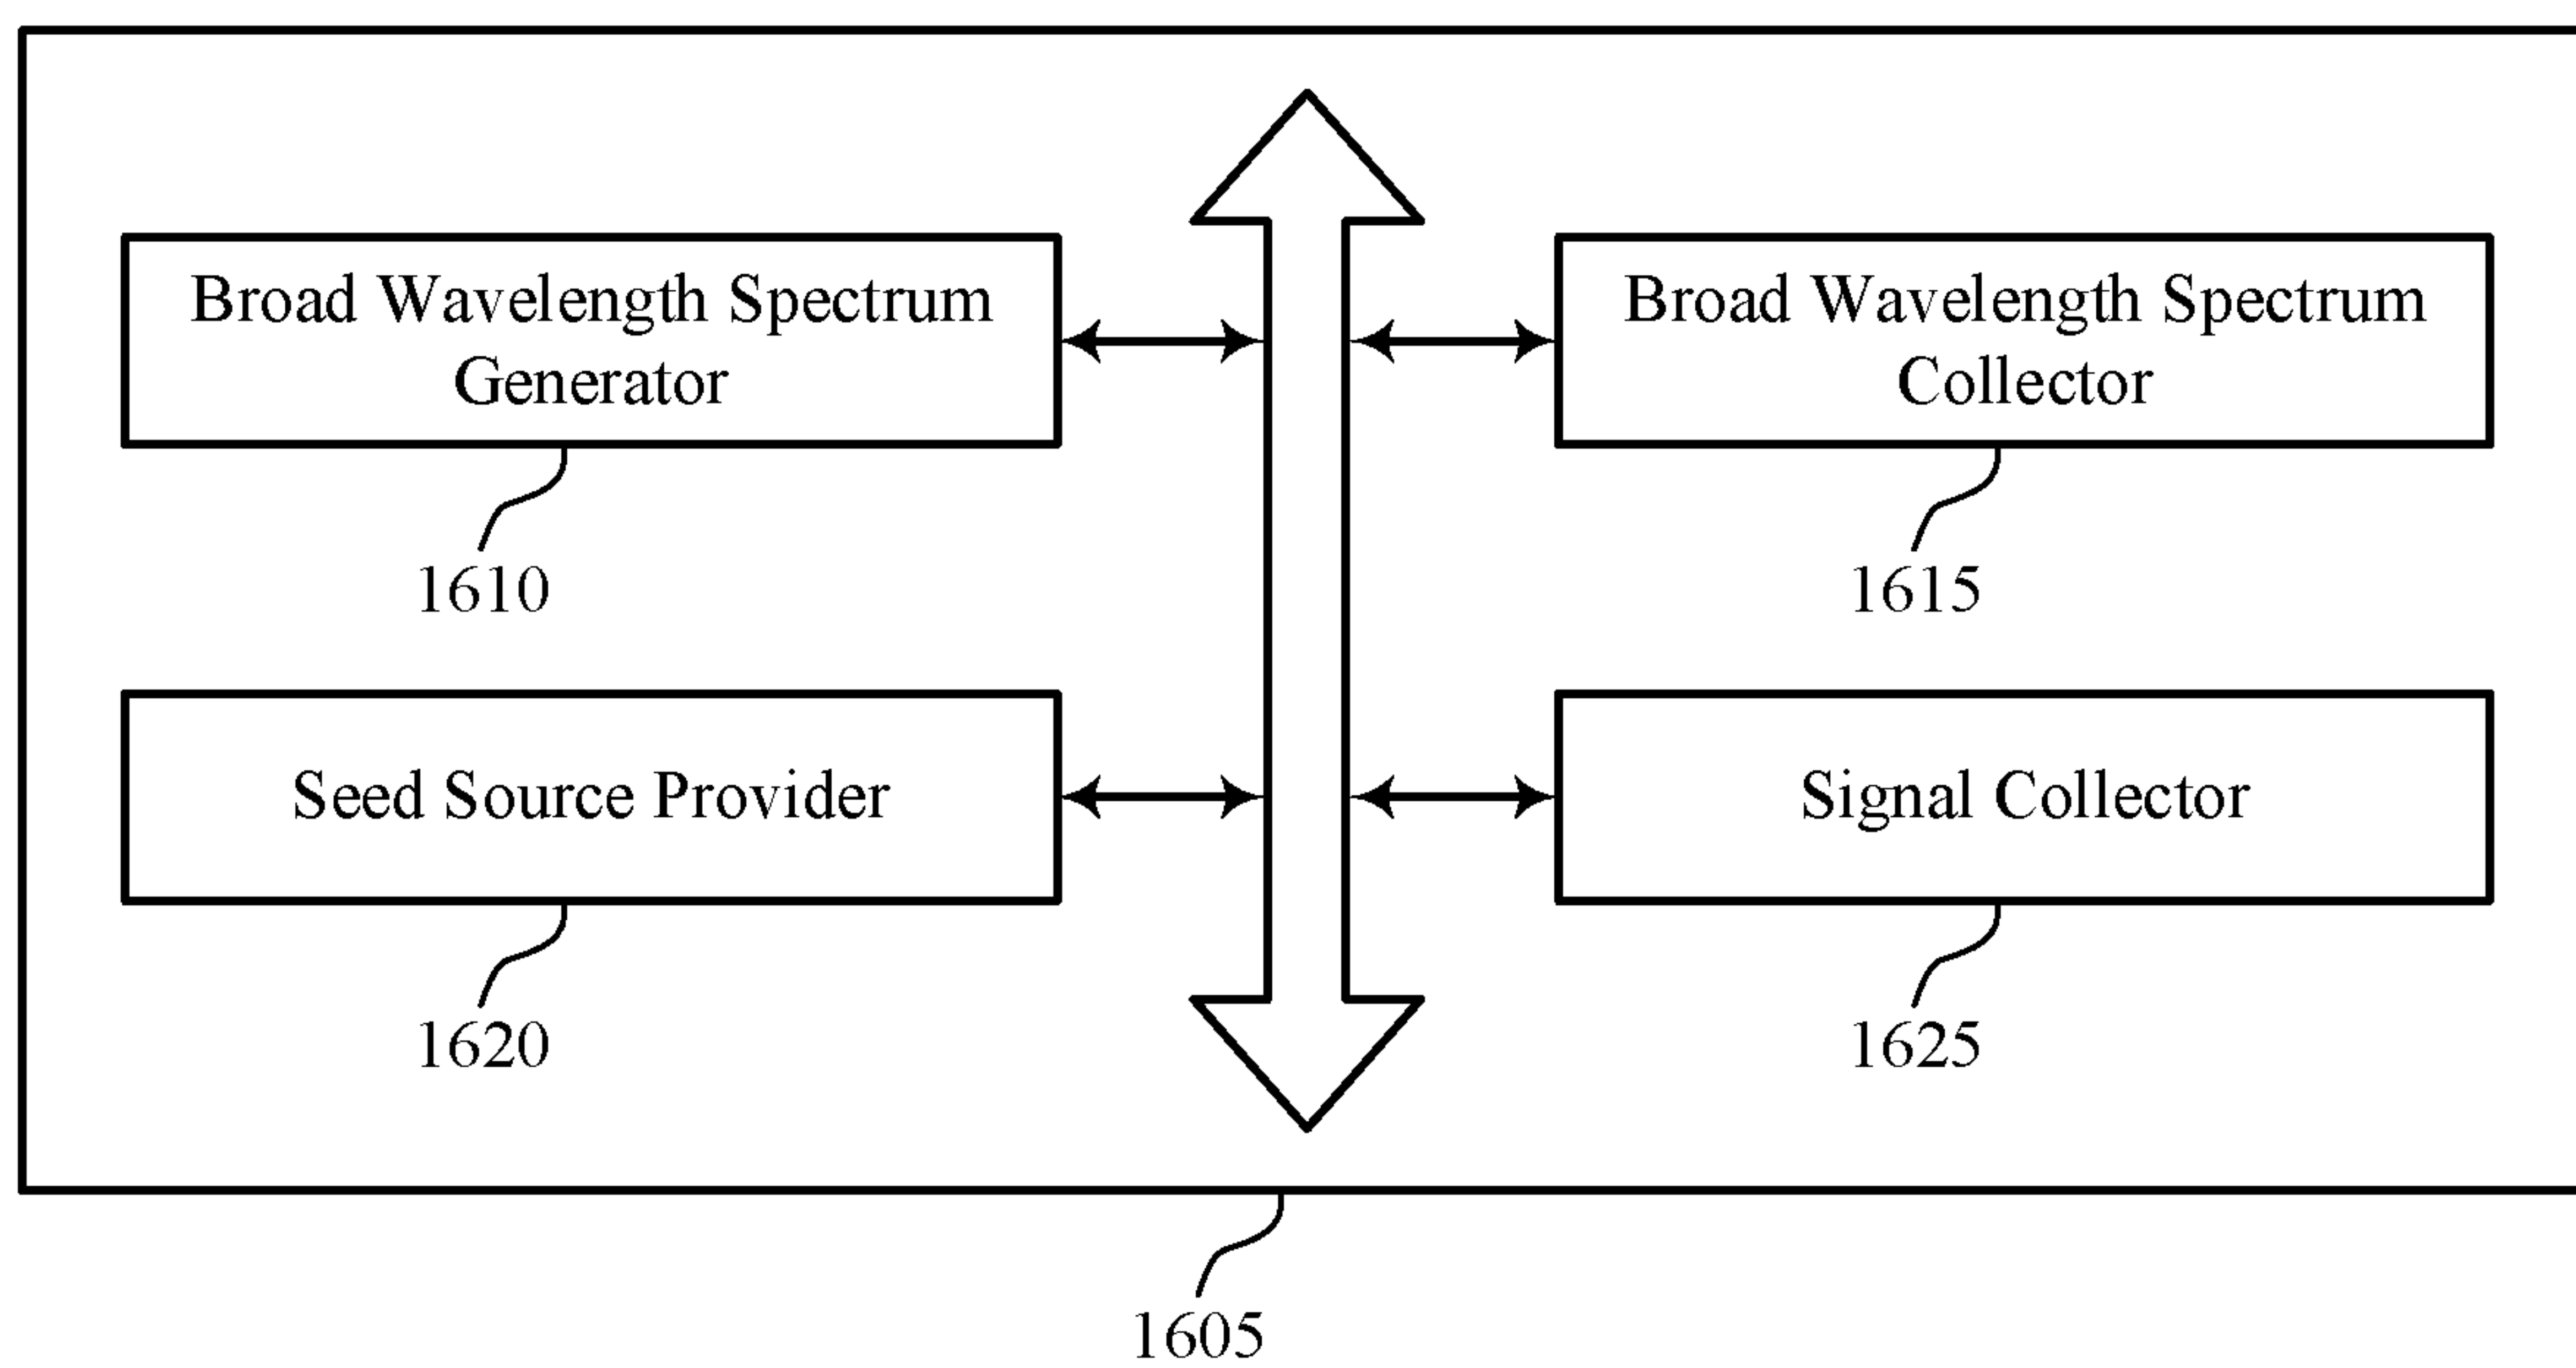 Broad Wavelength Spectrum
Generator
1610
Broad Wavelength Spectrum
Collector
1615
Seed Source Provider
1620
Signal Collector
1625
1605